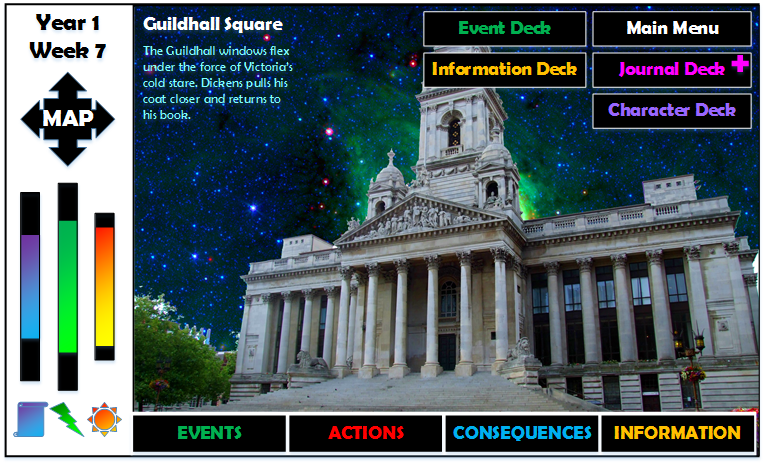 Year 1
Week 7
MAP
Guildhall Square
The Guildhall windows flex
under the force of Victoria's
cold stare. Dickens pulls his
coat closer and returns to
his book.
Event Deck
Main Menu
Information Deck
Journal Deck +
Character Deck
EVENTS
ACTIONS
CONSEQUENCES
INFORMATION